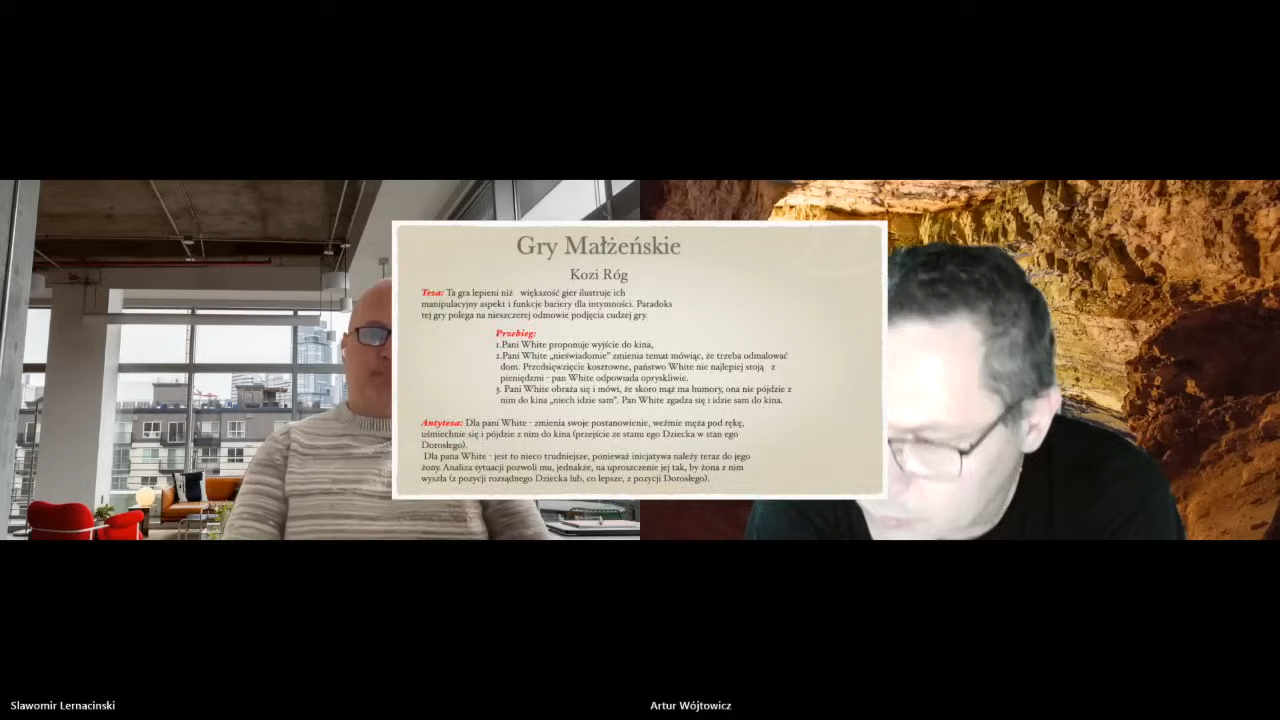 Gry Małżeńskie
Kozi Róg
Teza: Ta gra lepieni niż większość gier ilustruje ich
manipulacyjny aspekt i funkcje bariery dla intymności. Paradoks
tej gry polega na nieszczerej odmowie podjęcia cudzej gry.
Przebieg:
1.Pani White proponuje wyjście do kina,
2.Pani White „nieświadomie” zmienia temat mówiąc, że trzeba odmalować
dom. Przedsięwzięcie kosztowne, państwo White nie najlepiej stoją z
pieniędzmi - pan White odpowiada opryskliwie.
3. Pani White obraża się i mówi, że skoro mąż ma humory, ona nie pójdzie z
nim do kina „niech idzie sam”. Pan White zgadza się i idzie sam do kina.
Antyteza: Dla pani White - zmienia swoje postanowienie, weźmie męża pod rękę,
uśmiechnie się i pójdzie z nim do kina (przejście ze stanu ego Dziecka w stan ego
Dorosłego).
Dla pana White - jest to nieco trudniejsze, ponieważ inicjatywa należy teraz do jego
żony. Analiza sytuacji pozwoli mu, jednakże, na uproszczenie jej tak, by żona z nim
wyszła (z pozycji rozsądnego Dziecka lub, co lepsze, z pozycji Dorosłego).
Slawomir Lernacinski
Artur Wójtowicz